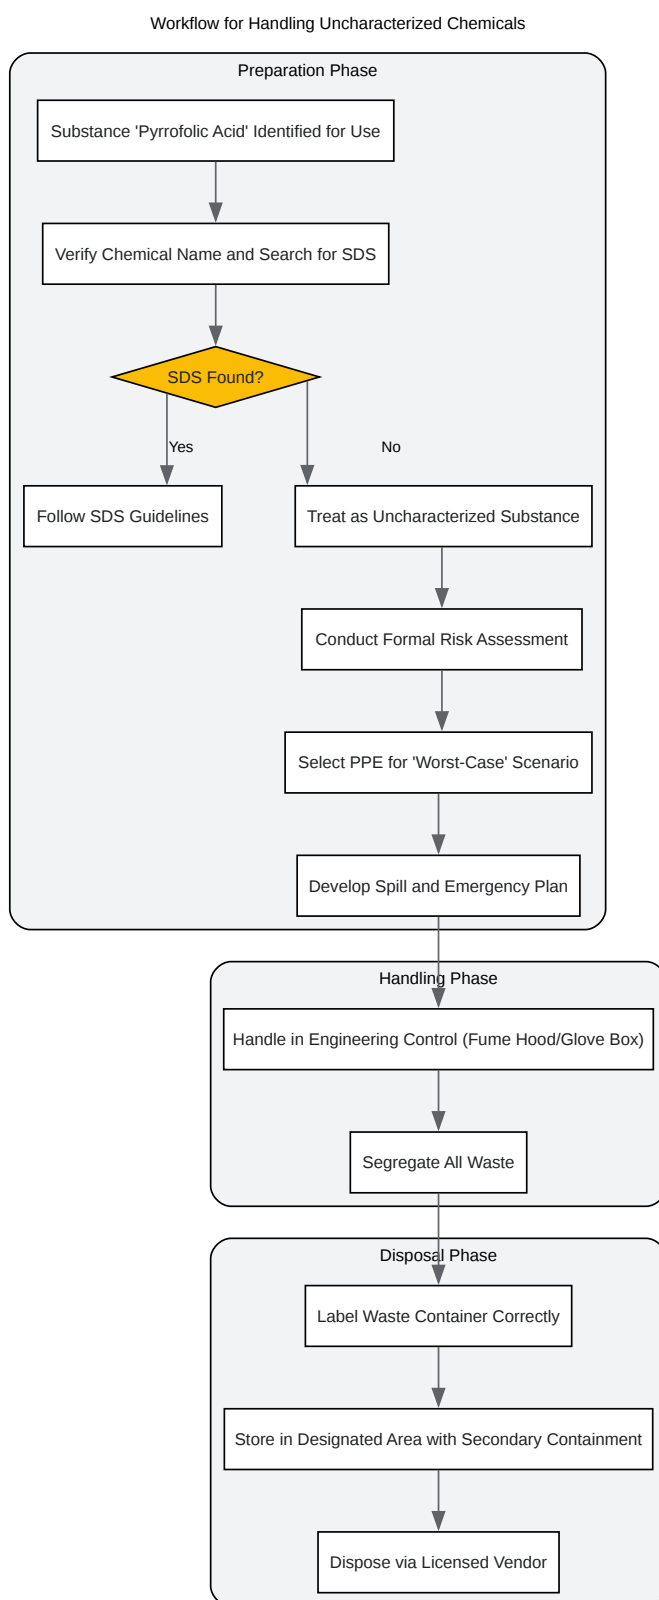 Workflow for Handling Uncharacterized Chemicals
Preparation Phase
Substance 'Pyrrofolic Acid' Identified for Use
Verify Chemical Name and Search for SDS
SDS Found?
Yes
No
Follow SDS Guidelines
Treat as Uncharacterized Substance
Conduct Formal Risk Assessment
Select PPE for 'Worst-Case' Scenario
Develop Spill and Emergency Plan
Handling Phase
Handle in Engineering Control (Fume Hood/Glove Box)
Segregate All Waste
Disposal Phase
Label Waste Container Correctly
Store in Designated Area with Secondary Containment
Dispose via Licensed Vendor